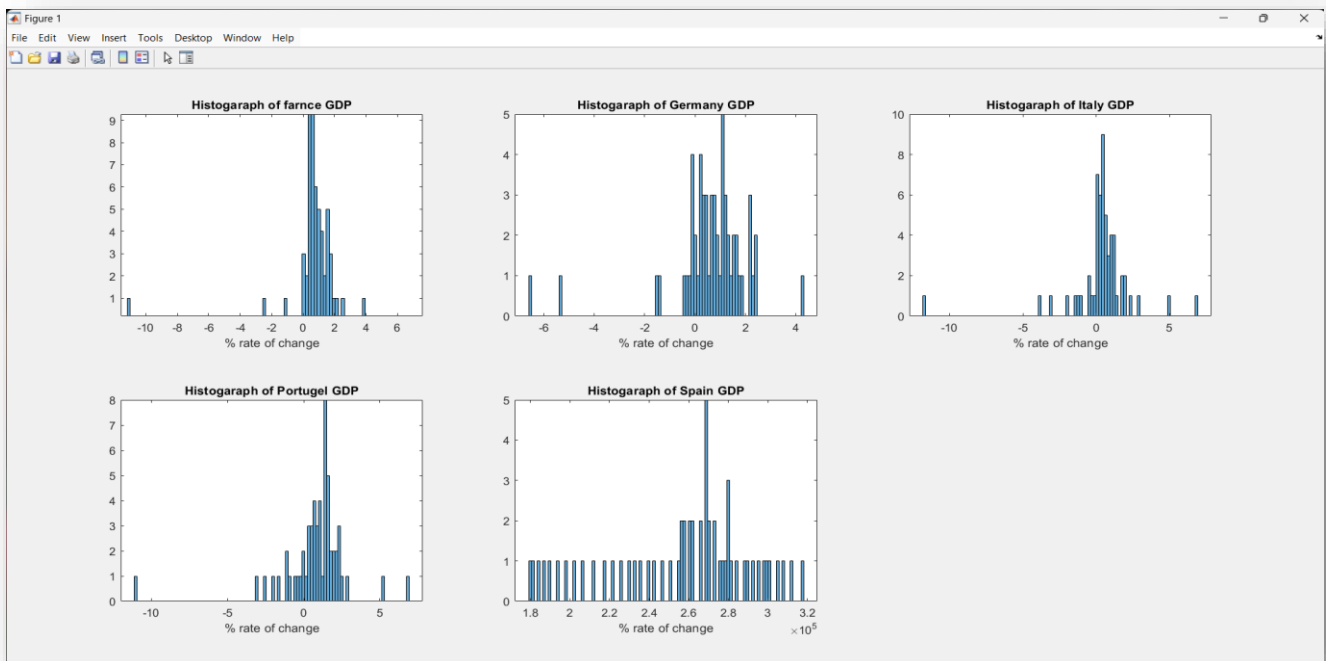 Figure 1
File Edit View Insert Tools Desktop Window Help
Histogaraph of farnce GDP
9
8
7
6
5
4
3
2
1
-10 -8 -6 -4 -2 0 2 4 6
% rate of change
Histogaraph of Germany GDP
5
4
3
2
1
0
-6 -4 -2 0 2 4
% rate of change
Histogaraph of Italy GDP
10
8
6
4
2
0
-10 -5 0 5
% rate of change
Histogaraph of Portugel GDP
8
7
6
5
4
3
2
1
0
-10 -5 0 5
% rate of change
Histogaraph of Spain GDP
5
4
3
2
1
0
1.8 2 2.2 2.4 2.6 2.8 3 3.2
% rate of change ×10⁵